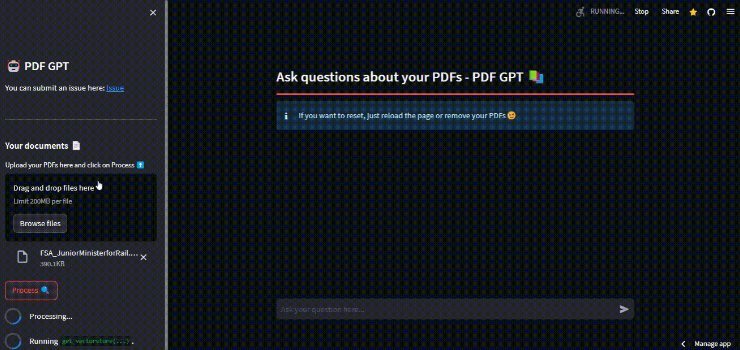 RUNNING...
Stop
Share
PDF GPT
You can submit an issue here: Issue
Your documents
Upload your PDFs here and click on Process
Drag and drop files here
Limit 200MB per file
Browse files
FSA_JuniorMinisterforRail....
390.1KB
Process
Processing...
Running get_vectorstore(...).
Ask questions about your PDFs - PDF GPT
If you want to reset, just reload the page or remove your PDFs
Ask your question here...
Manage app